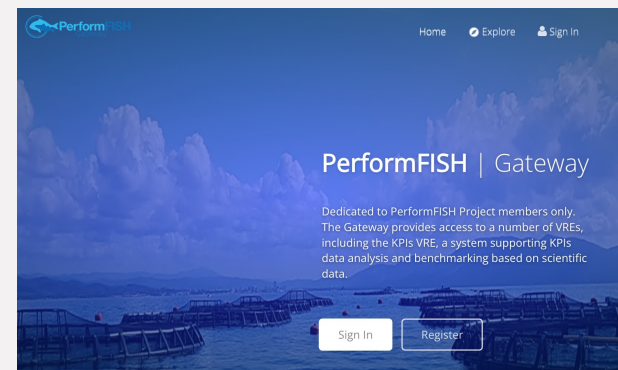 PerformFISH
Home Explore Sign In
PerformFISH | Gateway
Dedicated to PerformFISH Project members only.
The Gateway provides access to a number of VREs,
including the KPIs VRE, a system supporting KPIs
data analysis and benchmarking based on scientific
data.
Sign In Register